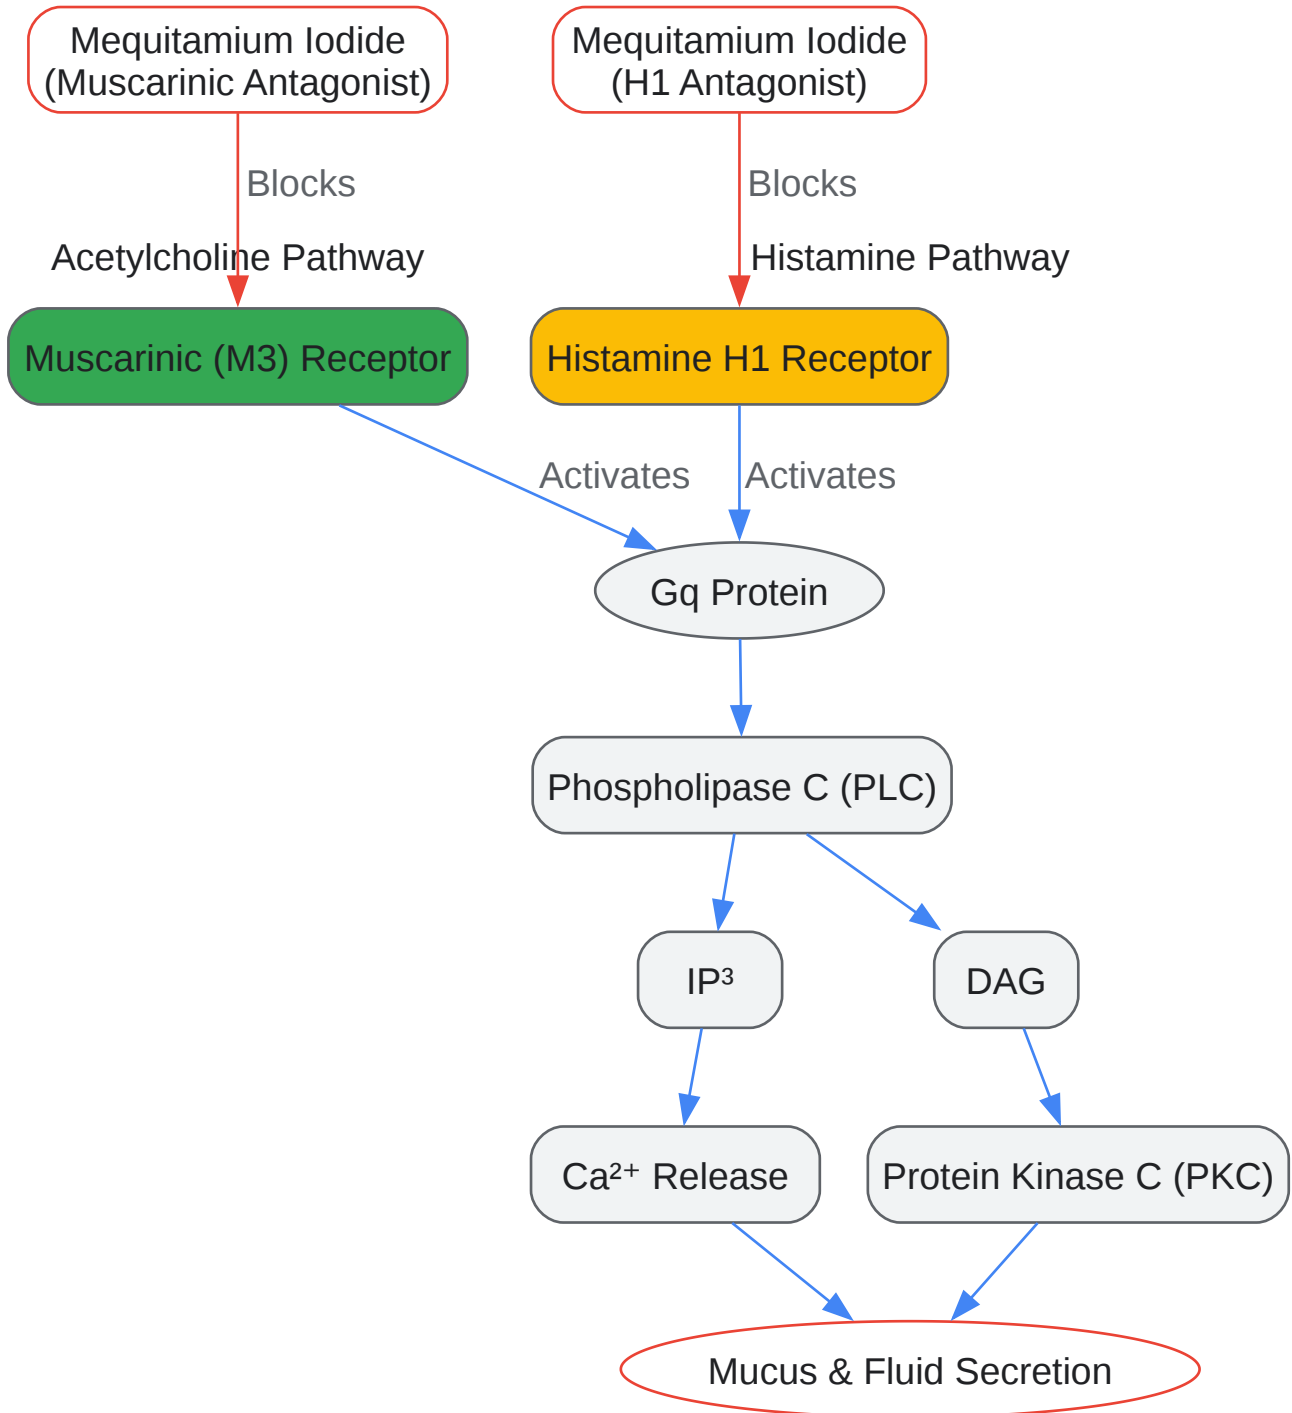 Mequitamium Iodide
(Muscarinic Antagonist)
Mequitamium Iodide
(H1 Antagonist)
Blocks
Blocks
Acetylcholine Pathway
Histamine Pathway
Muscarinic (M3) Receptor
Histamine H1 Receptor
Activates
Activates
Gq Protein
Phospholipase C (PLC)
IP³
DAG
Ca²⁺ Release
Protein Kinase C (PKC)
Mucus & Fluid Secretion